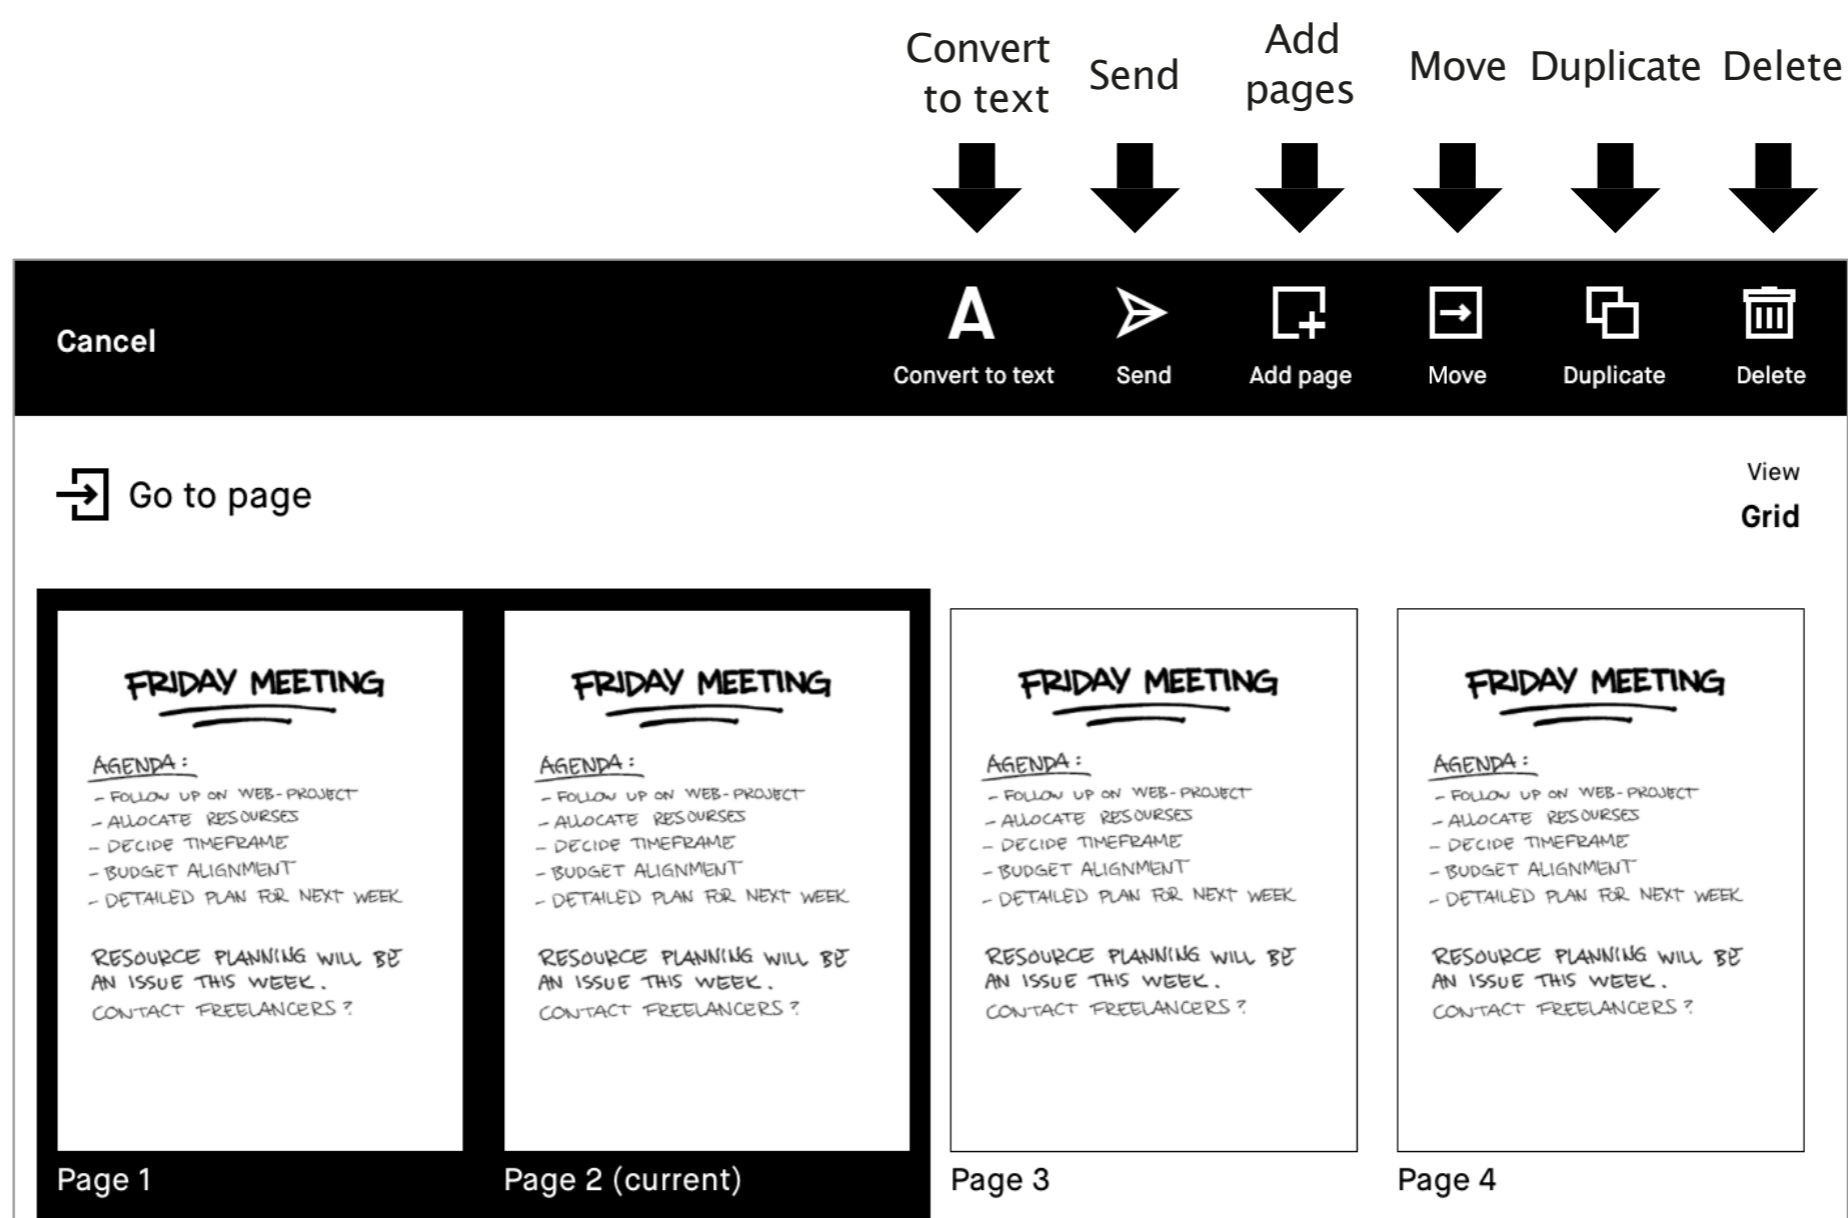 Convert
to text
Send
Add
pages
Move
Duplicate
Delete
Cancel
Convert to text
Send
Add page
Move
Duplicate
Delete
Go to page
View
Grid
FRIDAY MEETING
AGENDA:
- FOLLOW UP ON WEB-PROJECT
- ALLOCATE RESOURSES
- DECIDE TIMEFRAME
- BUDGET ALIGNMENT
- DETAILED PLAN FOR NEXT WEEK
RESOURCE PLANNING WILL BE
AN ISSUE THIS WEEK.
CONTACT FREELANCERS?
Page 1
FRIDAY MEETING
AGENDA:
- FOLLOW UP ON WEB-PROJECT
- ALLOCATE RESOURSES
- DECIDE TIMEFRAME
- BUDGET ALIGNMENT
- DETAILED PLAN FOR NEXT WEEK
RESOURCE PLANNING WILL BE
AN ISSUE THIS WEEK.
CONTACT FREELANCERS?
Page 2 (current)
FRIDAY MEETING
AGENDA:
- FOLLOW UP ON WEB-PROJECT
- ALLOCATE RESOURSES
- DECIDE TIMEFRAME
- BUDGET ALIGNMENT
- DETAILED PLAN FOR NEXT WEEK
RESOURCE PLANNING WILL BE
AN ISSUE THIS WEEK.
CONTACT FREELANCERS?
Page 3
FRIDAY MEETING
AGENDA:
- FOLLOW UP ON WEB-PROJECT
- ALLOCATE RESOURSES
- DECIDE TIMEFRAME
- BUDGET ALIGNMENT
- DETAILED PLAN FOR NEXT WEEK
RESOURCE PLANNING WILL BE
AN ISSUE THIS WEEK.
CONTACT FREELANCERS?
Page 4